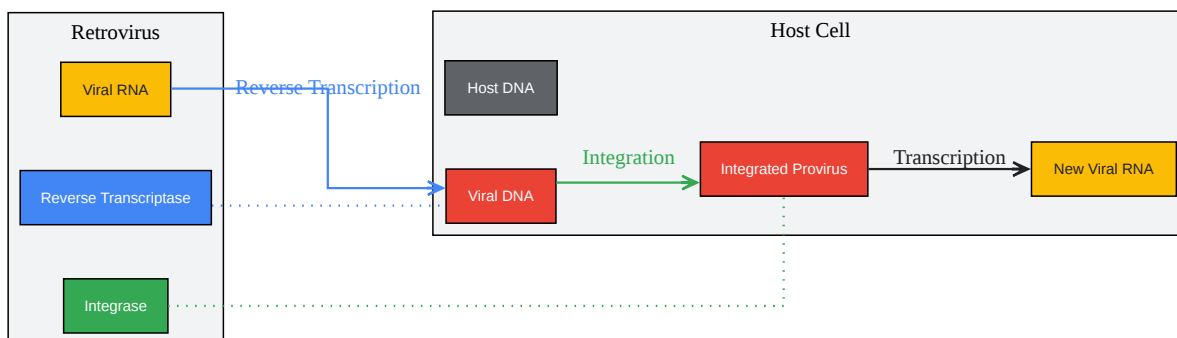 Retrovirus
Host Cell
Viral RNA
Reverse Transcription
Host DNA
Reverse Transcriptase
Viral DNA
Integration
Integrated Provirus
Transcription
New Viral RNA
Integrase